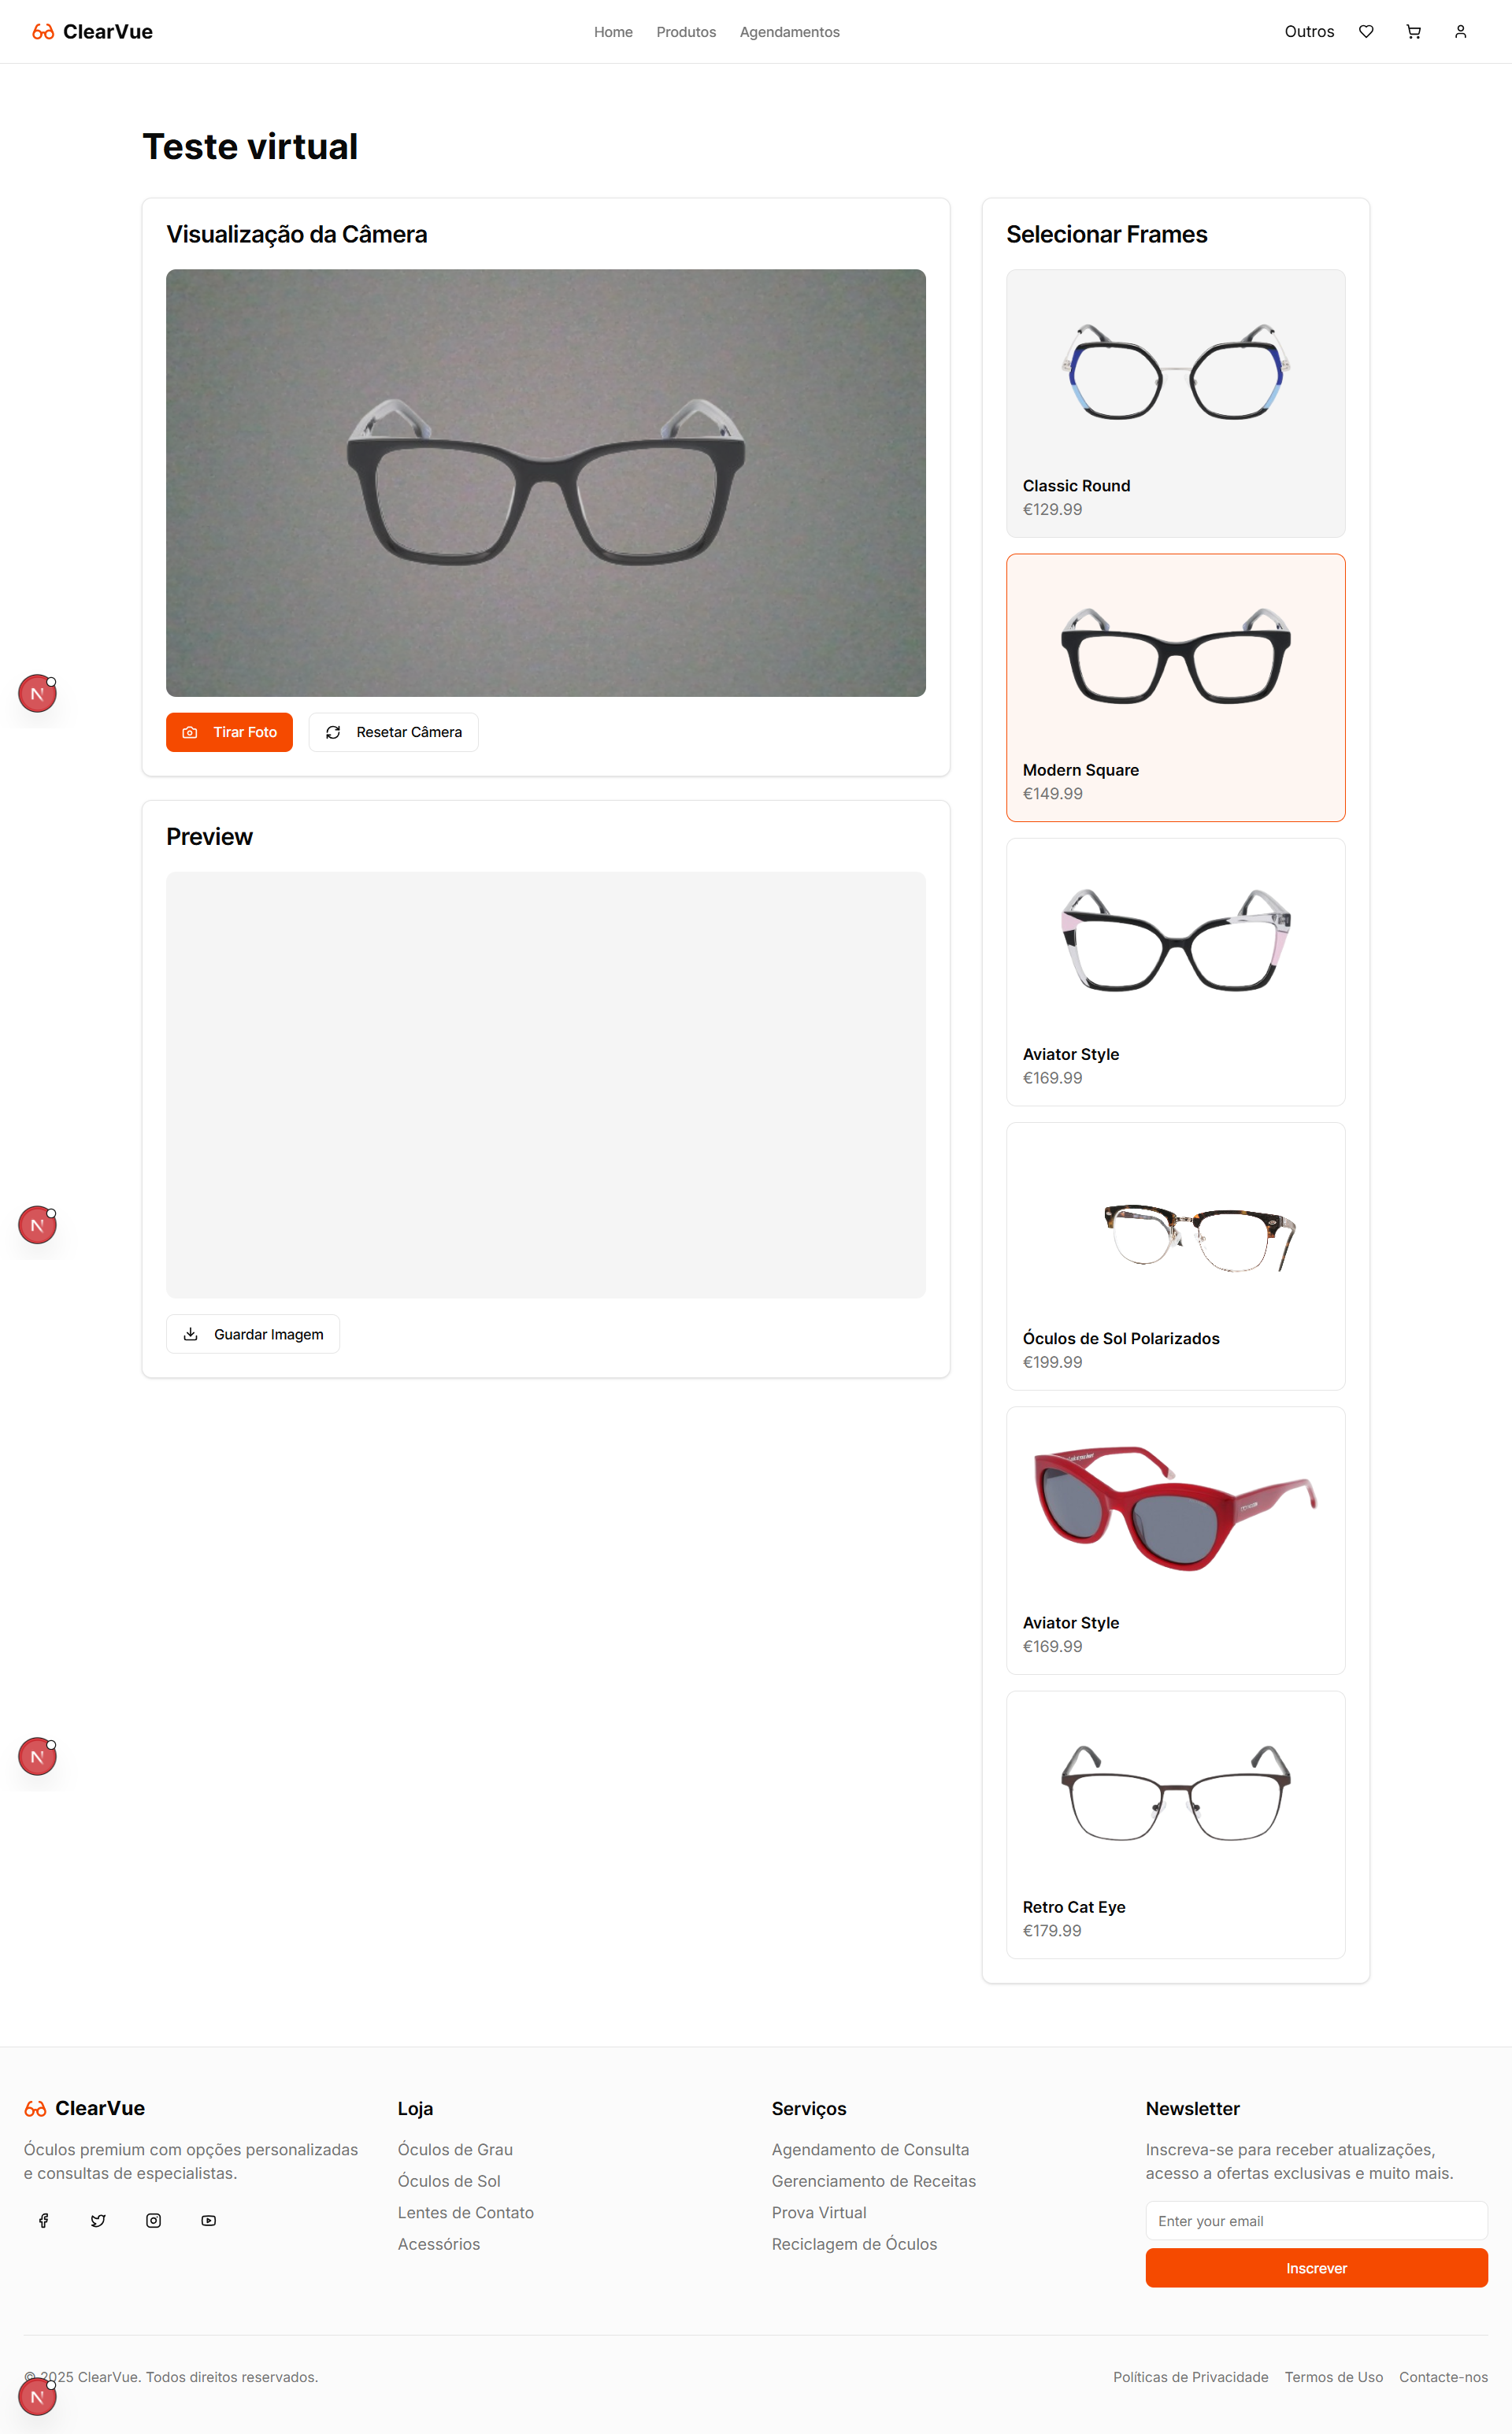 ClearVue
Home
Produtos
Agendamentos
Outros
Teste virtual
Visualização da Câmera
Tirar Foto
Resetar Câmera
Preview
Guardar Imagem
Selecionar Frames
Classic Round
€129.99
Modern Square
€149.99
Aviator Style
€169.99
Óculos de Sol Polarizados
€199.99
Aviator Style
€169.99
Retro Cat Eye
€179.99
N
N
N
ClearVue
Óculos premium com opções personalizadas
e consultas de especialistas.
Loja
Óculos de Grau
Óculos de Sol
Lentes de Contato
Acessórios
Serviços
Agendamento de Consulta
Gerenciamento de Receitas
Prova Virtual
Reciclagem de Óculos
Newsletter
Inscreva-se para receber atualizações,
acesso a ofertas exclusivas e muito mais.
Enter your email
Inscrever
© 2025 ClearVue. Todos direitos reservados.
N
Políticas de Privacidade
Termos de Uso
Contacte-nos